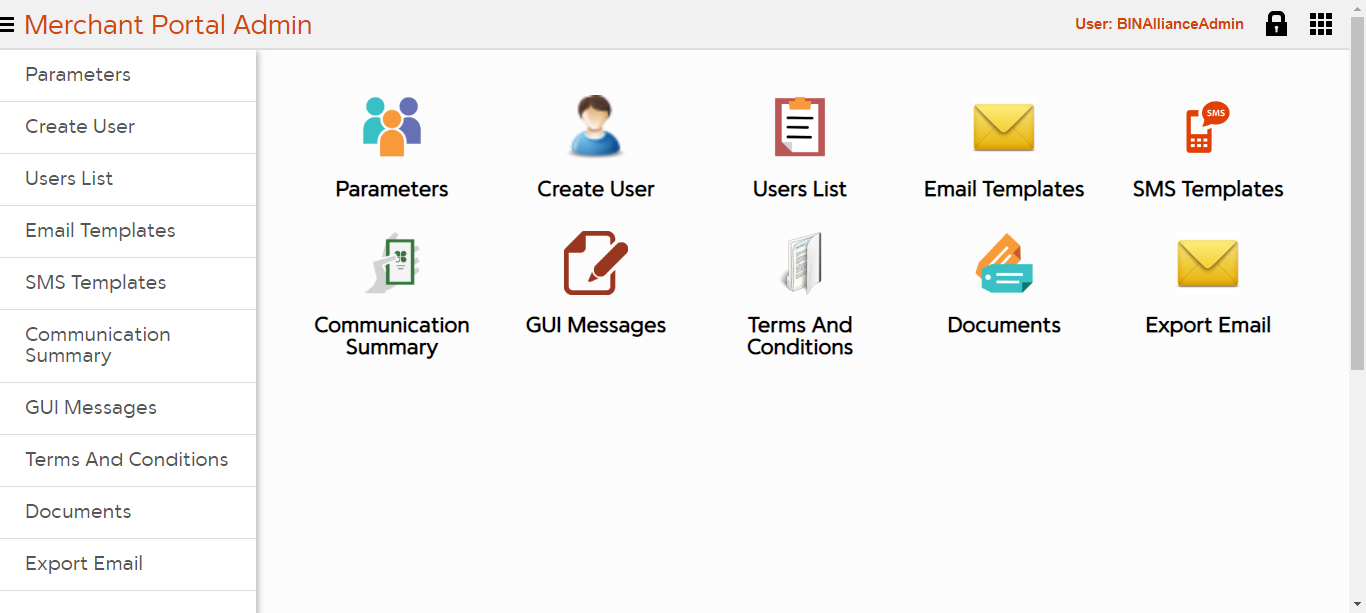 Merchant Portal Admin
User: BINAllianceAdmin
Parameters
Create User
Users List
Email Templates
SMS Templates
Communication
Summary
GUI Messages
Terms And Conditions
Documents
Export Email
Parameters
Create User
Users List
Email Templates
SMS
SMS Templates
Communication
Summary
GUI Messages
Terms And
Conditions
Documents
Export Email